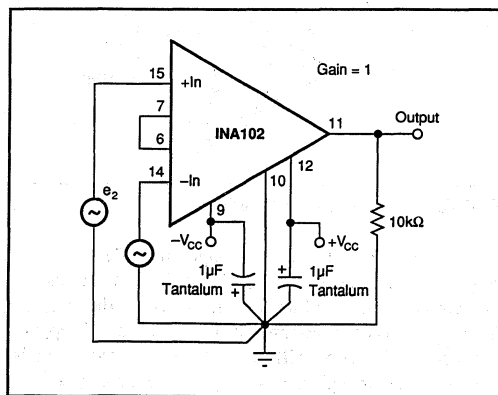 Gain = 1
15
+In
7
6
INA102
14
–In
11
Output
12
10
9
e2
–VCC
+VCC
10kΩ
1µF
Tantalum
+
+
1µF
Tantalum